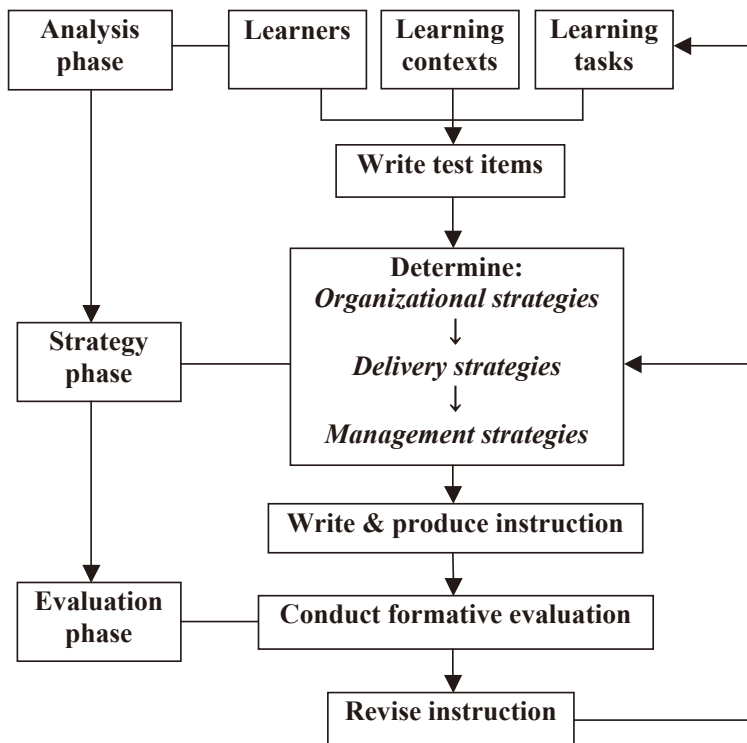 Analysis
phase
Learners
Learning
contexts
Learning
tasks
Write test items
Determine:
Organizational strategies
↓
Delivery strategies
↓
Management strategies
Strategy
phase
Write & produce instruction
Evaluation
phase
Conduct formative evaluation
Revise instruction